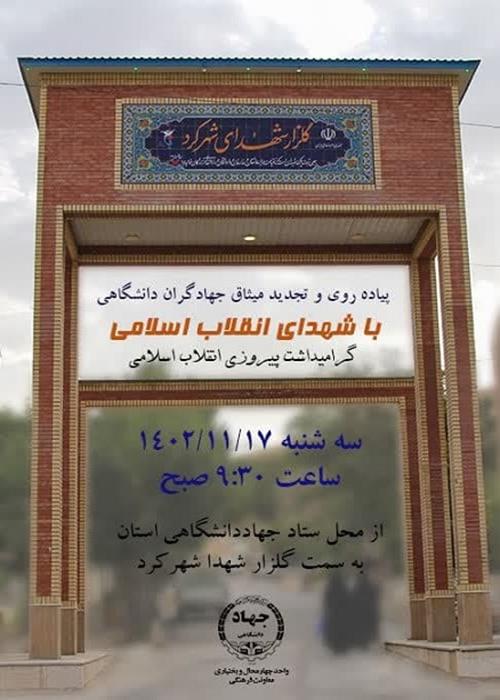 گلزار شهدای شهرکرد
پیاده روی و تجدید میثاق جهادگران دانشگاهی
با شهدای انقلاب اسلامی
گرامیداشت پیروزی انقلاب اسلامی
سه شنبه ۱۴۰۲/۱۱/۱۷
ساعت ۹:۳۰ صبح
از محل ستاد جهاددانشگاهی استان
به سمت گلزار شهدا شهرکرد
جهاد
دانشگاهی
واحد چهارمحال و بختیاری
معاونت فرهنگی